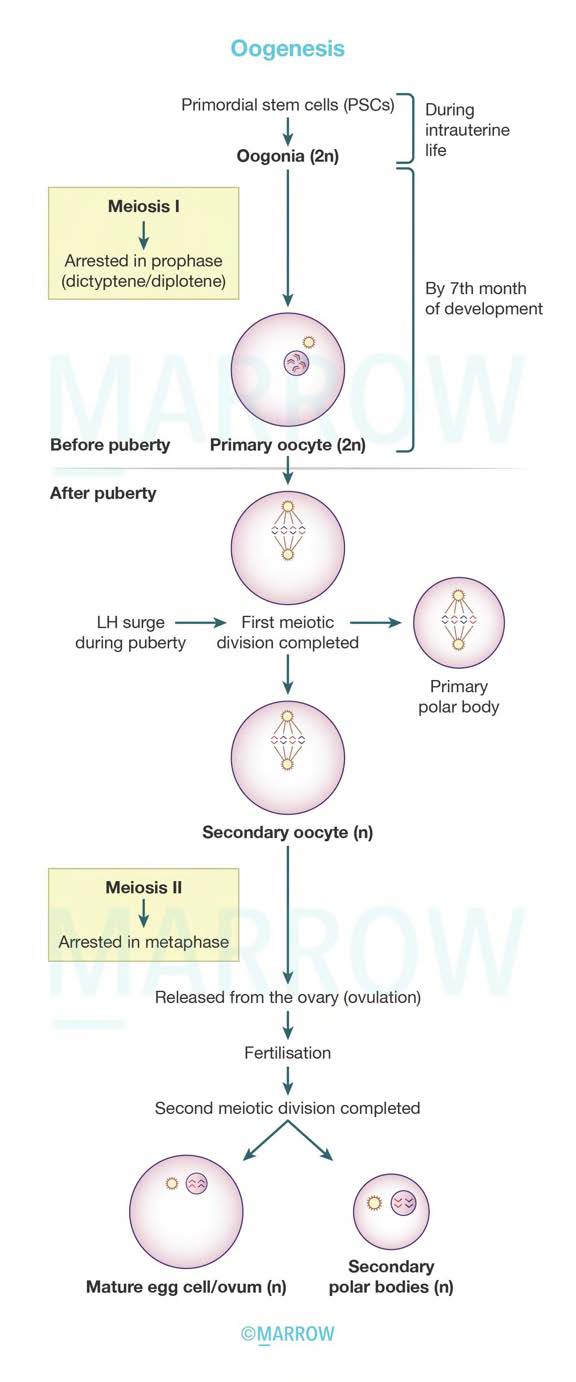 Oogenesis
Primordial stem cells (PSCs)
During
intrauterine
life
Oogonia (2n)
Meiosis I
Arrested in prophase
(dictyptene/diplotene)
By 7th month
of development
MARROW
Before puberty
Primary oocyte (2n)
After puberty
LH surge
during puberty
First meiotic
division completed
Primary
polar body
Secondary oocyte (n)
Meiosis II
Arrested in metaphase
MARROW
Released from the ovary (ovulation)
Fertilisation
Second meiotic division completed
Mature egg cell/ovum (n)
Secondary
polar bodies (n)
©MARROW